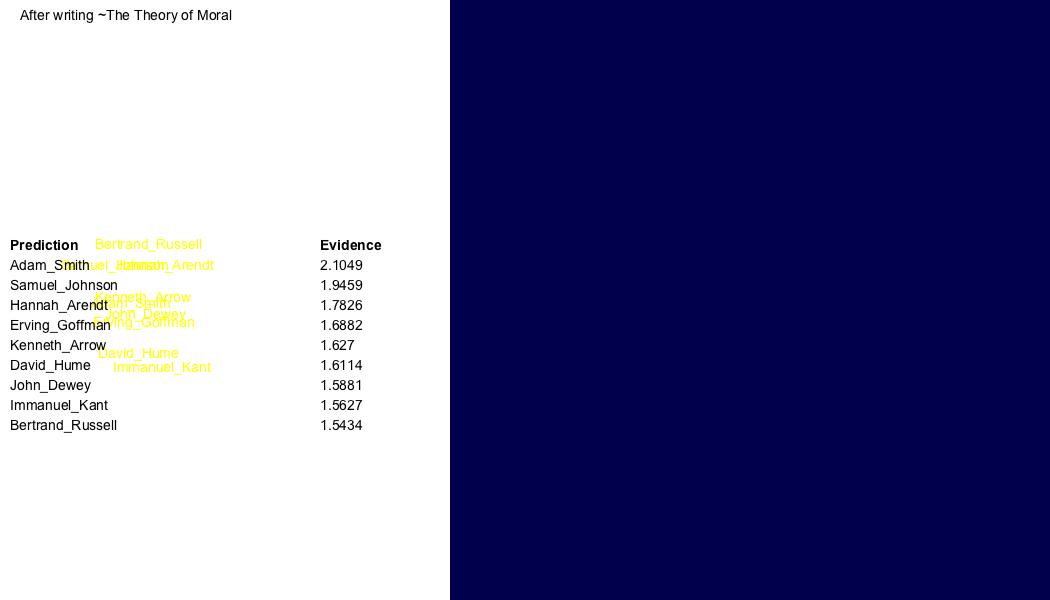 After writing ~The Theory of Moral
Prediction Bertrand_Russell Evidence
Adam_Smith Samuel_Johnson Hannah_Arendt 2.1049
Samuel_Johnson 1.9459
Kenneth_Arrow
Hannah_Arendt Adam_Smith 1.7826
John_Dewey
Erving_Goffman Erving_Goffman 1.6882
Kenneth_Arrow 1.627
David_Hume
David_Hume Immanuel_Kant 1.6114
John_Dewey 1.5881
Immanuel_Kant 1.5627
Bertrand_Russell 1.5434